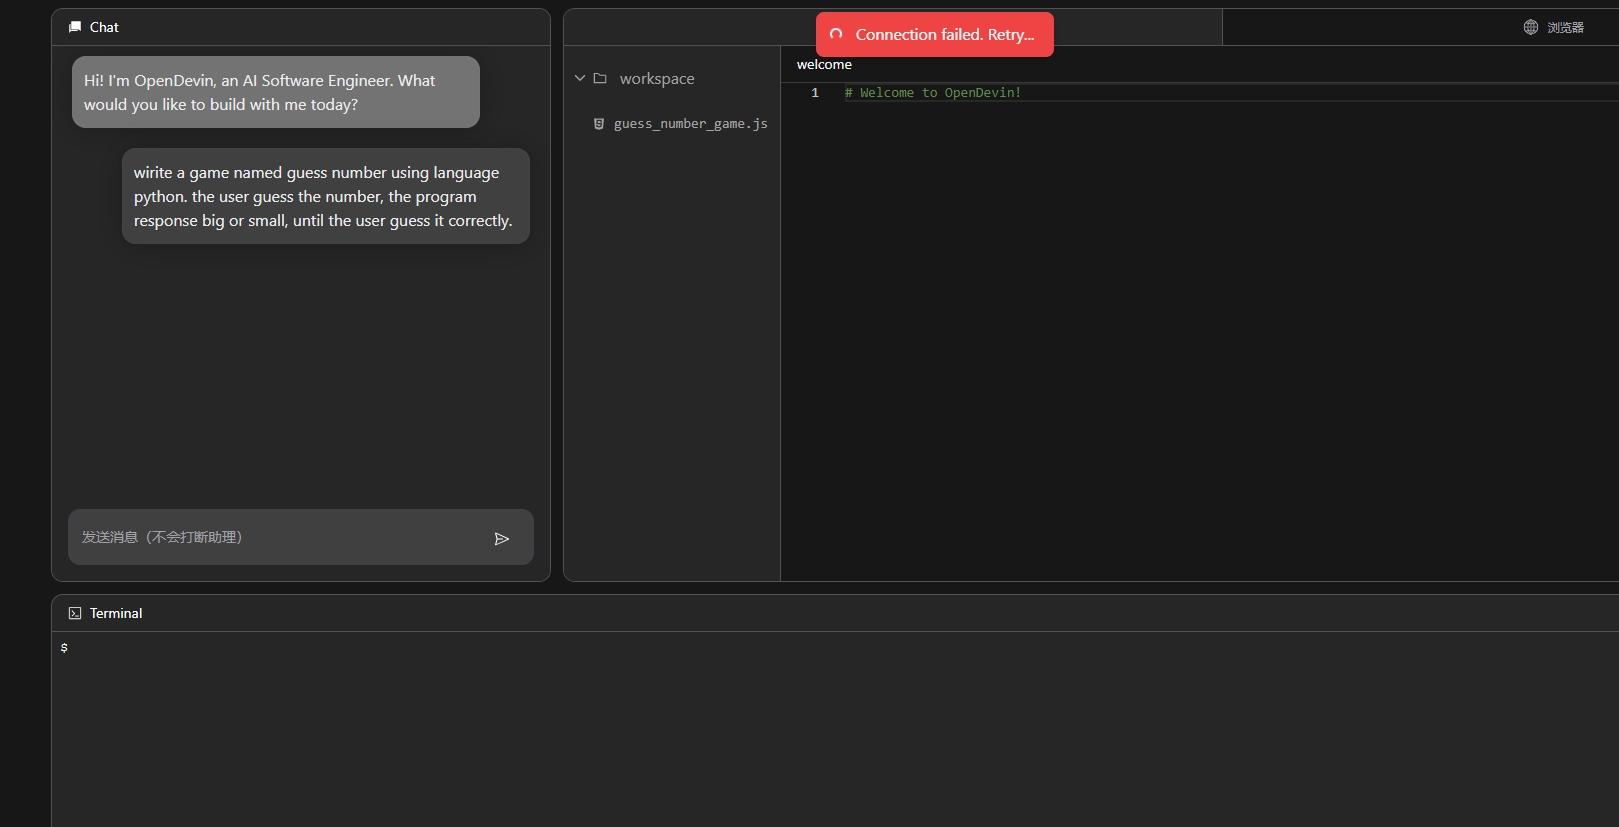 Chat
Hi! I'm OpenDevin, an AI Software Engineer. What
would you like to build with me today?
wirite a game named guess number using language
python. the user guess the number, the program
response big or small, until the user guess it correctly.
发送消息（不会打断助理）
Connection failed. Retry...
浏览器
workspace
guess_number_game.js
welcome
1 # Welcome to OpenDevin!
Terminal
$